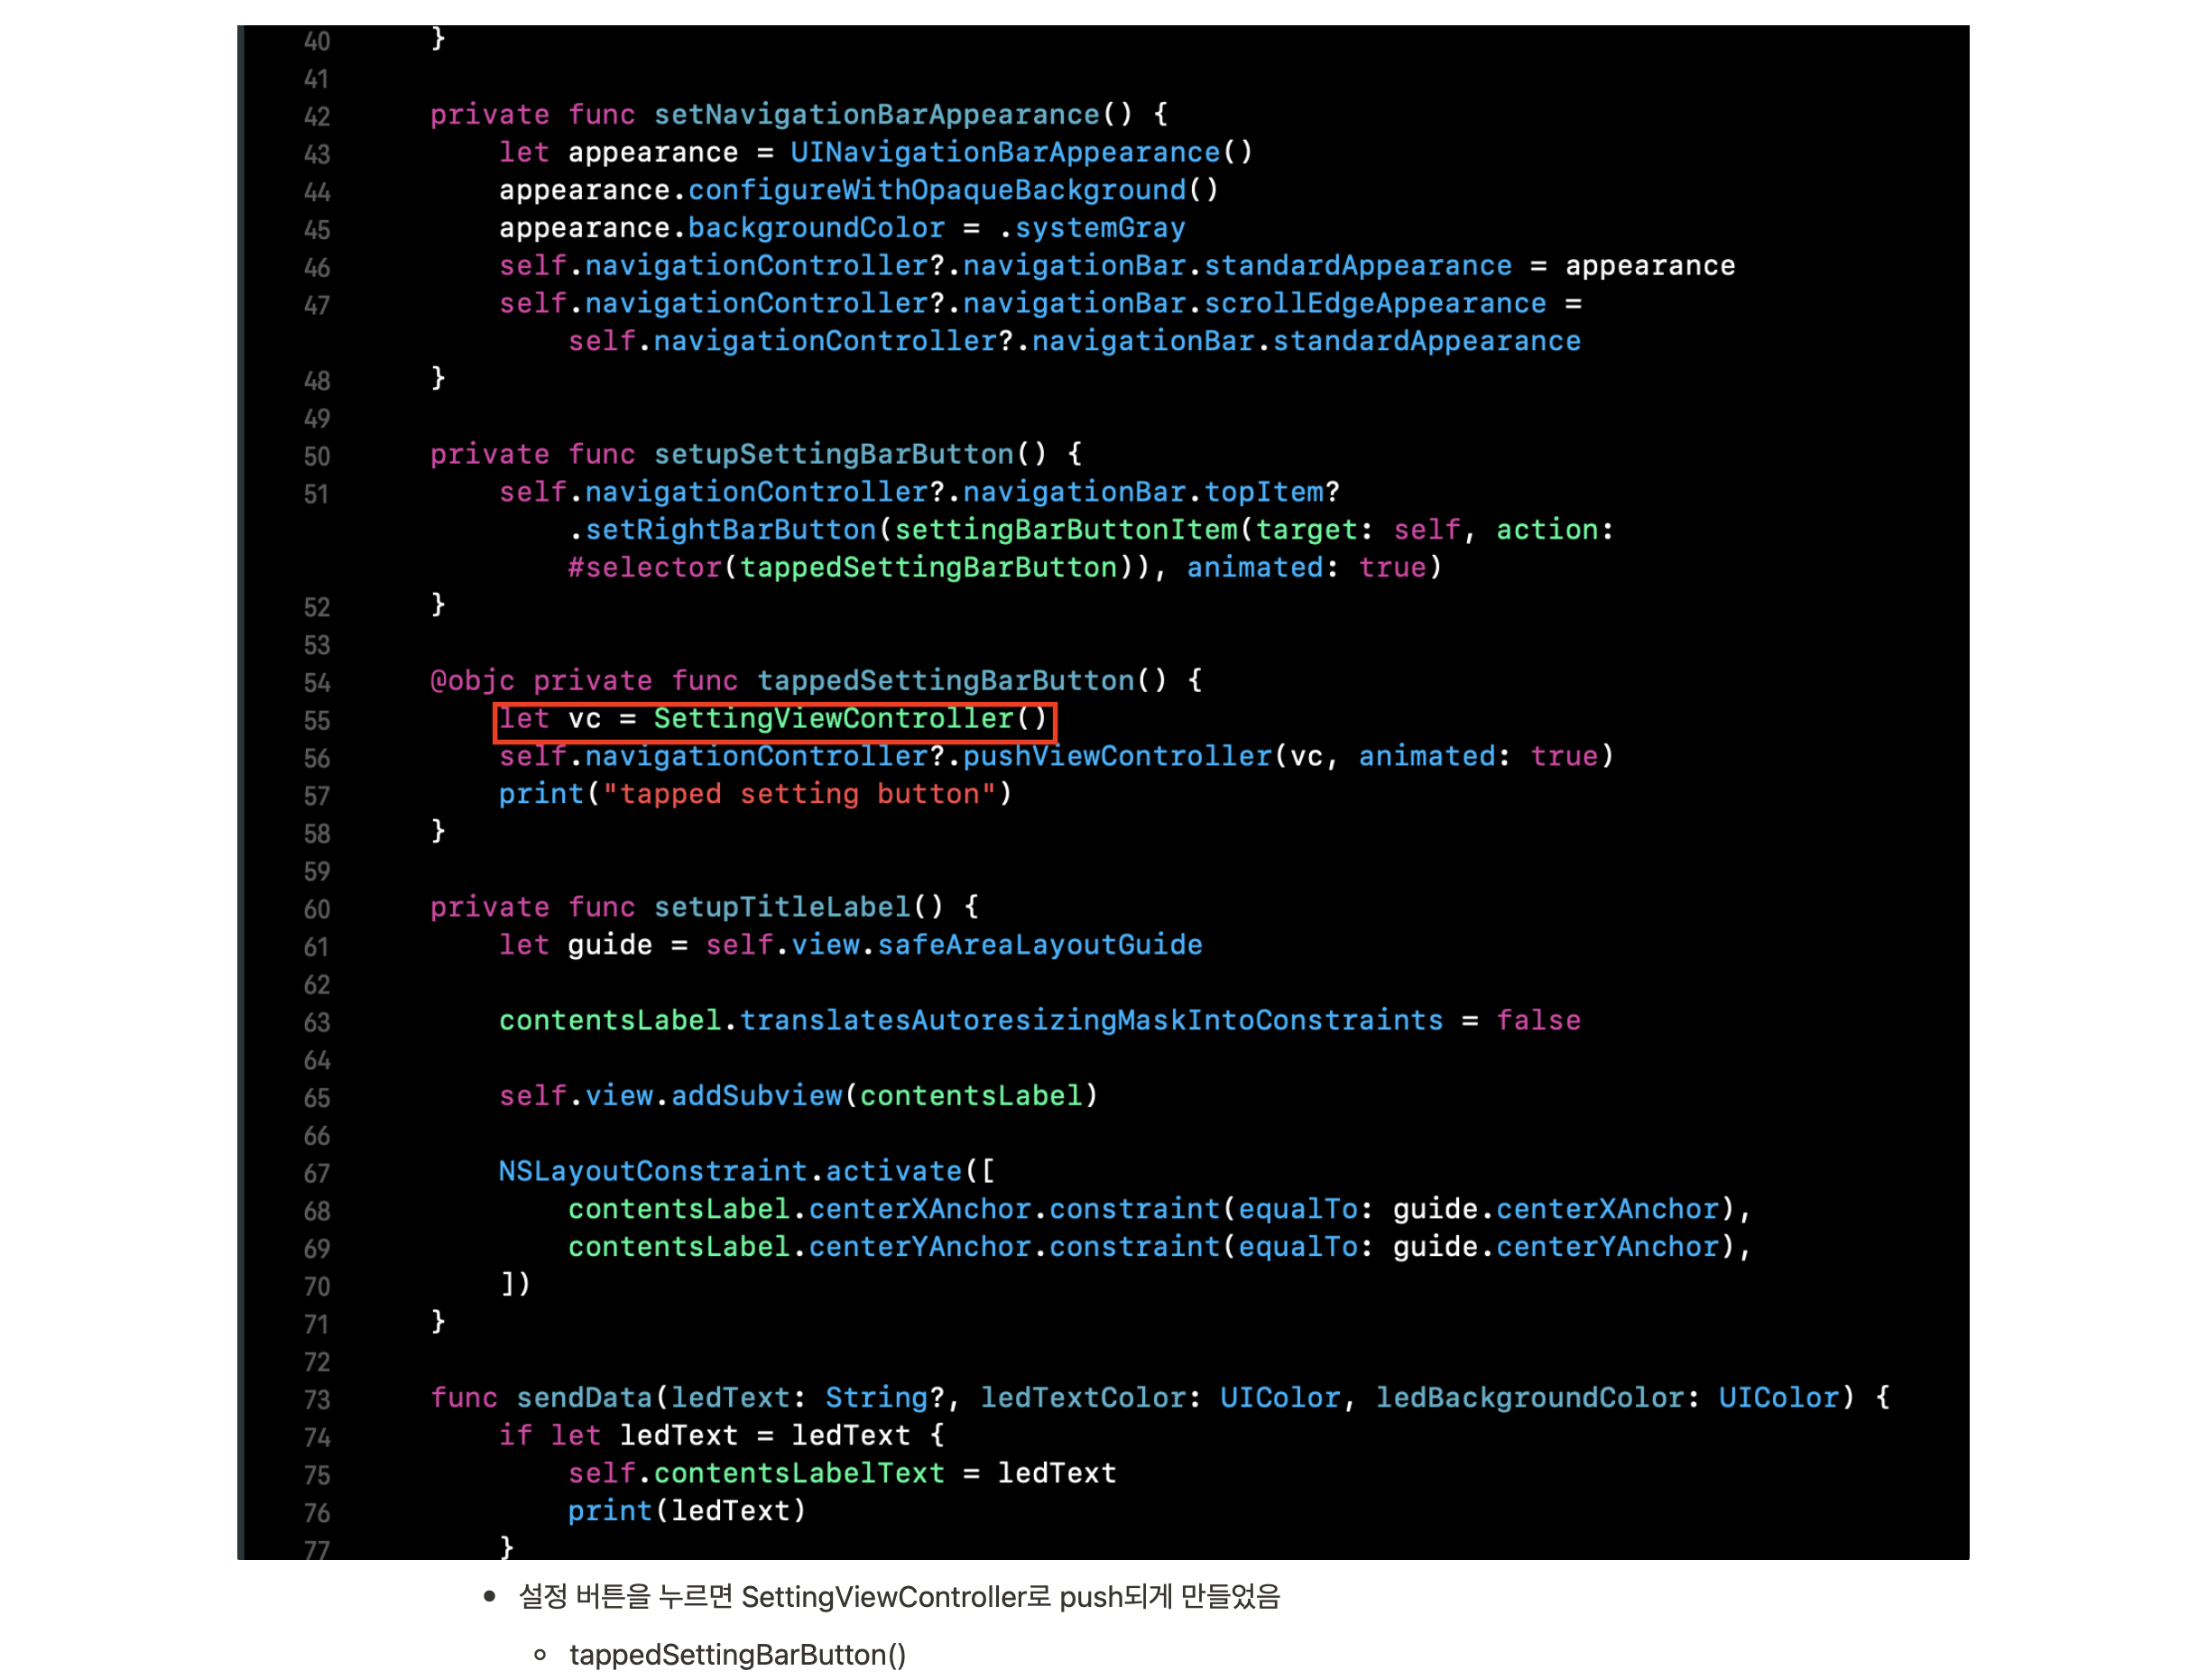 40 }
41
42 private func setNavigationBarAppearance() {
43 let appearance = UINavigationBarAppearance()
44 appearance.configureWithOpaqueBackground()
45 appearance.backgroundColor = .systemGray
46 self.navigationController?.navigationBar.standardAppearance = appearance
47 self.navigationController?.navigationBar.scrollEdgeAppearance =
self.navigationController?.navigationBar.standardAppearance
48 }
49
50 private func setupSettingBarButton() {
51 self.navigationController?.navigationBar.topItem?
.setRightBarButton(settingBarButtonItem(target: self, action:
#selector(tappedSettingBarButton)), animated: true)
52 }
53
54 @objc private func tappedSettingBarButton() {
55 let vc = SettingViewController()
56 self.navigationController?.pushViewController(vc, animated: true)
57 print("tapped setting button")
58 }
59
60 private func setupTitleLabel() {
61 let guide = self.view.safeAreaLayoutGuide
62
63 contentsLabel.translatesAutoresizingMaskIntoConstraints = false
64
65 self.view.addSubview(contentsLabel)
66
67 NSLayoutConstraint.activate([
68 contentsLabel.centerXAnchor.constraint(equalTo: guide.centerXAnchor),
69 contentsLabel.centerYAnchor.constraint(equalTo: guide.centerYAnchor),
70 ])
71 }
72
73 func sendData(ledText: String?, ledTextColor: UIColor, ledBackgroundColor: UIColor) {
74 if let ledText = ledText {
75 self.contentsLabelText = ledText
76 print(ledText)
77 }
• 설정 버튼을 누르면 SettingViewController로 push되게 만들었음
◦ tappedSettingBarButton()